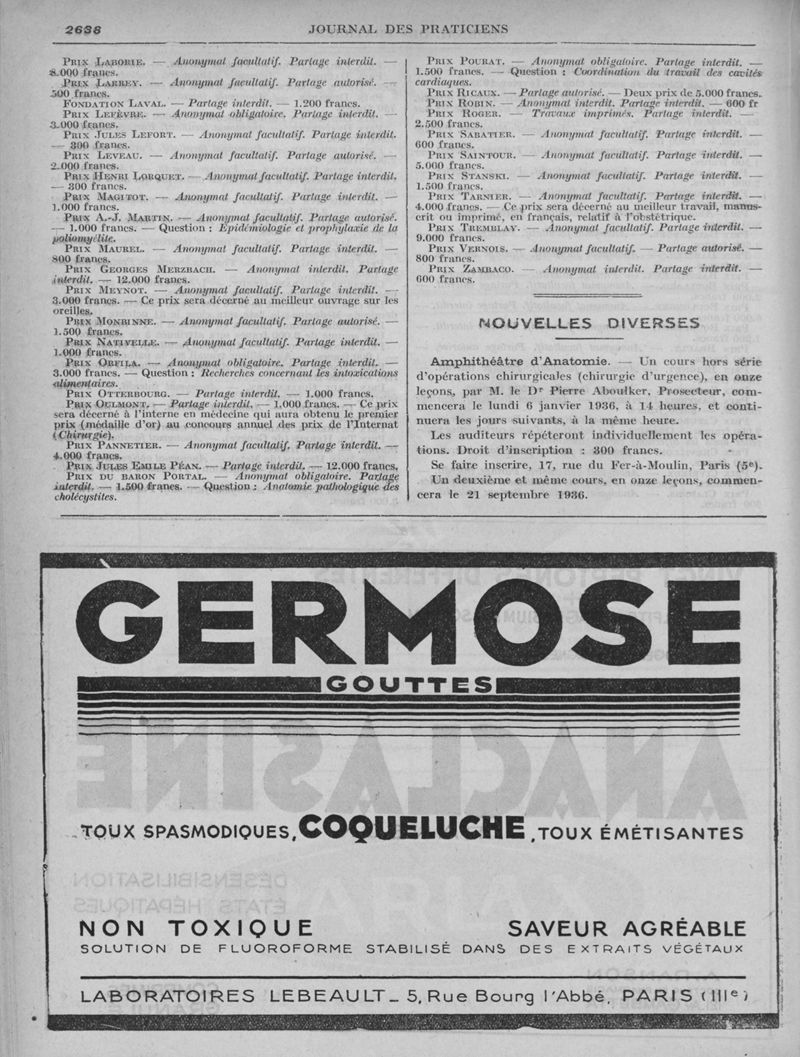 2636
JOURNAL DES PRATICIENS
PRIX LABORIE. — Anonymat facultatif. Partage interdit. —
8.000 francs.
PRIX LARREY. — Anonymat facultatif. Partage autorisé. —
500 francs.
FONDATION LAVAL. — Partage interdit. — 1.200 francs.
PRIX LEFÈVRE. — Anonymat obligatoire. Partage interdit. —
3.000 francs.
PRIX JULES LEFORT. — Anonymat facultatif. Partage interdit.
— 300 francs.
PRIX LEVEAU. — Anonymat facultatif. Partage autorisé. —
2.000 francs.
PRIX HENRI LORQUET. — Anonymat facultatif. Partage interdit.
— 300 francs.
PRIX MAGITOT. — Anonymat facultatif. Partage interdit. —
1.000 francs.
PRIX A.-J. MARTIN. — Anonymat facultatif. Partage autorisé.
— 1.000 francs. — Question : Epidémiologie et prophylaxie de la
poliomyélite.
PRIX MAUREL. — Anonymat facultatif. Partage interdit. —
800 francs.
PRIX GEORGES MERZBACH. — Anonymat interdit. Partage
interdit. — 12.000 francs.
PRIX MEYNOT. — Anonymat facultatif. Partage interdit. —
3.000 francs. — Ce prix sera décerné au meilleur ouvrage sur les
oreilles.
PRIX MONBINNE. — Anonymat facultatif. Partage autorisé. —
1.500 francs.
PRIX NATIVELLE. — Anonymat facultatif. Partage interdit. —
1.000 francs.
PRIX ORFILA. — Anonymat obligatoire. Partage interdit. —
3.000 francs. — Question : Recherches concernant les intoxications
alimentaires.
PRIX OTTERBOURG. — Partage interdit. — 1.000 francs.
PRIX OULMONT. — Partage interdit. — 1.000 francs. — Ce prix
sera décerné à l'interne en médecine qui aura obtenu le premier
prix (médaille d'or) au concours annuel des prix de l'Internat
(Chirurgie).
PRIX PANNETIER. — Anonymat facultatif. Partage interdit. —
4.000 francs.
PRIX JULES EMILE PÉAN. — Partage interdit. — 12.000 francs.
PRIX DU BARON PORTAL. — Anonymat obligatoire. Partage
interdit. — 1.500 francs. — Question : Anatomie pathologique des
cholécystites.
PRIX POURAT. — Anonymat obligatoire. Partage interdit. —
1.500 francs. — Question : Coordination du travail des cavités
cardiaques.
PRIX RICAUX. — Partage autorisé. — Deux prix de 5.000 francs.
PRIX ROBIN. — Anonymat interdit. Partage interdit. — 600 fr
PRIX ROGER. — Travaux imprimés. Partage interdit. —
2.500 francs.
PRIX SABATIER. — Anonymat facultatif. Partage interdit. —
600 francs.
PRIX SAINTOUR. — Anonymat facultatif. Partage interdit. —
5.000 francs.
PRIX STANSKI. — Anonymat facultatif. Partage interdit. —
1.500 francs.
PRIX TARNIER. — Anonymat facultatif. Partage interdit. —
4.000 francs. — Ce prix sera décerné au meilleur travail, manus-
crit ou imprimé, en français, relatif à l'obstétrique.
PRIX TREMBLAY. — Anonymat facultatif. Partage interdit. —
9.000 francs.
PRIX VERNOIS. — Anonymat facultatif. — Partage autorisé. —
800 francs.
PRIX ZAMBACO. — Anonymat interdit. Partage interdit. —
600 francs.
NOUVELLES DIVERSES
Amphithéâtre d'Anatomie. — Un cours hors série
d'opérations chirurgicales (chirurgie d'urgence), en onze
leçons, par M. le Dr Pierre Aboulker, Prosecteur, com-
mencera le lundi 6 janvier 1936, à 14 heures, et conti-
nuera les jours suivants, à la même heure.
Les auditeurs répéteront individuellement les opéra-
tions. Droit d'inscription : 300 francs.
Se faire inscrire, 17, rue du Fer-à-Moulin, Paris (5e).
Un deuxième et même cours, en onze leçons, commen-
cera le 21 septembre 1936.
GERMOSE
GOUTTES
TOUX SPASMODIQUES, COQUELUCHE, TOUX ÉMÉTISANTES
NON TOXIQUE
SAVEUR AGRÉABLE
SOLUTION DE FLUOROFORME STABILISÉ DANS DES EXTRAITS VÉGÉTAUX
LABORATOIRES LEBEAULT_ 5, Rue Bourg l'Abbé, PARIS (IIIe)